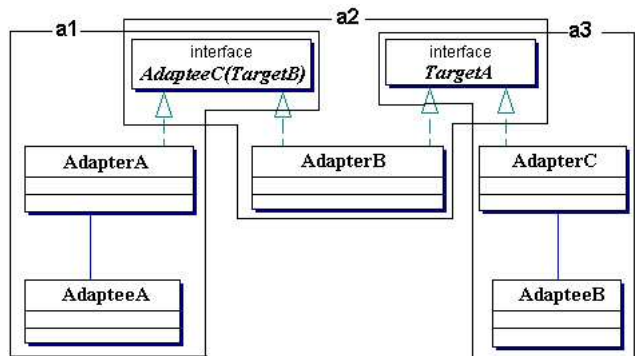 a1
a2
a3
interface
AdapteeC(TargetB)
interface
TargetA
AdapterA
AdapterB
AdapterC
AdapteeA
AdapteeB